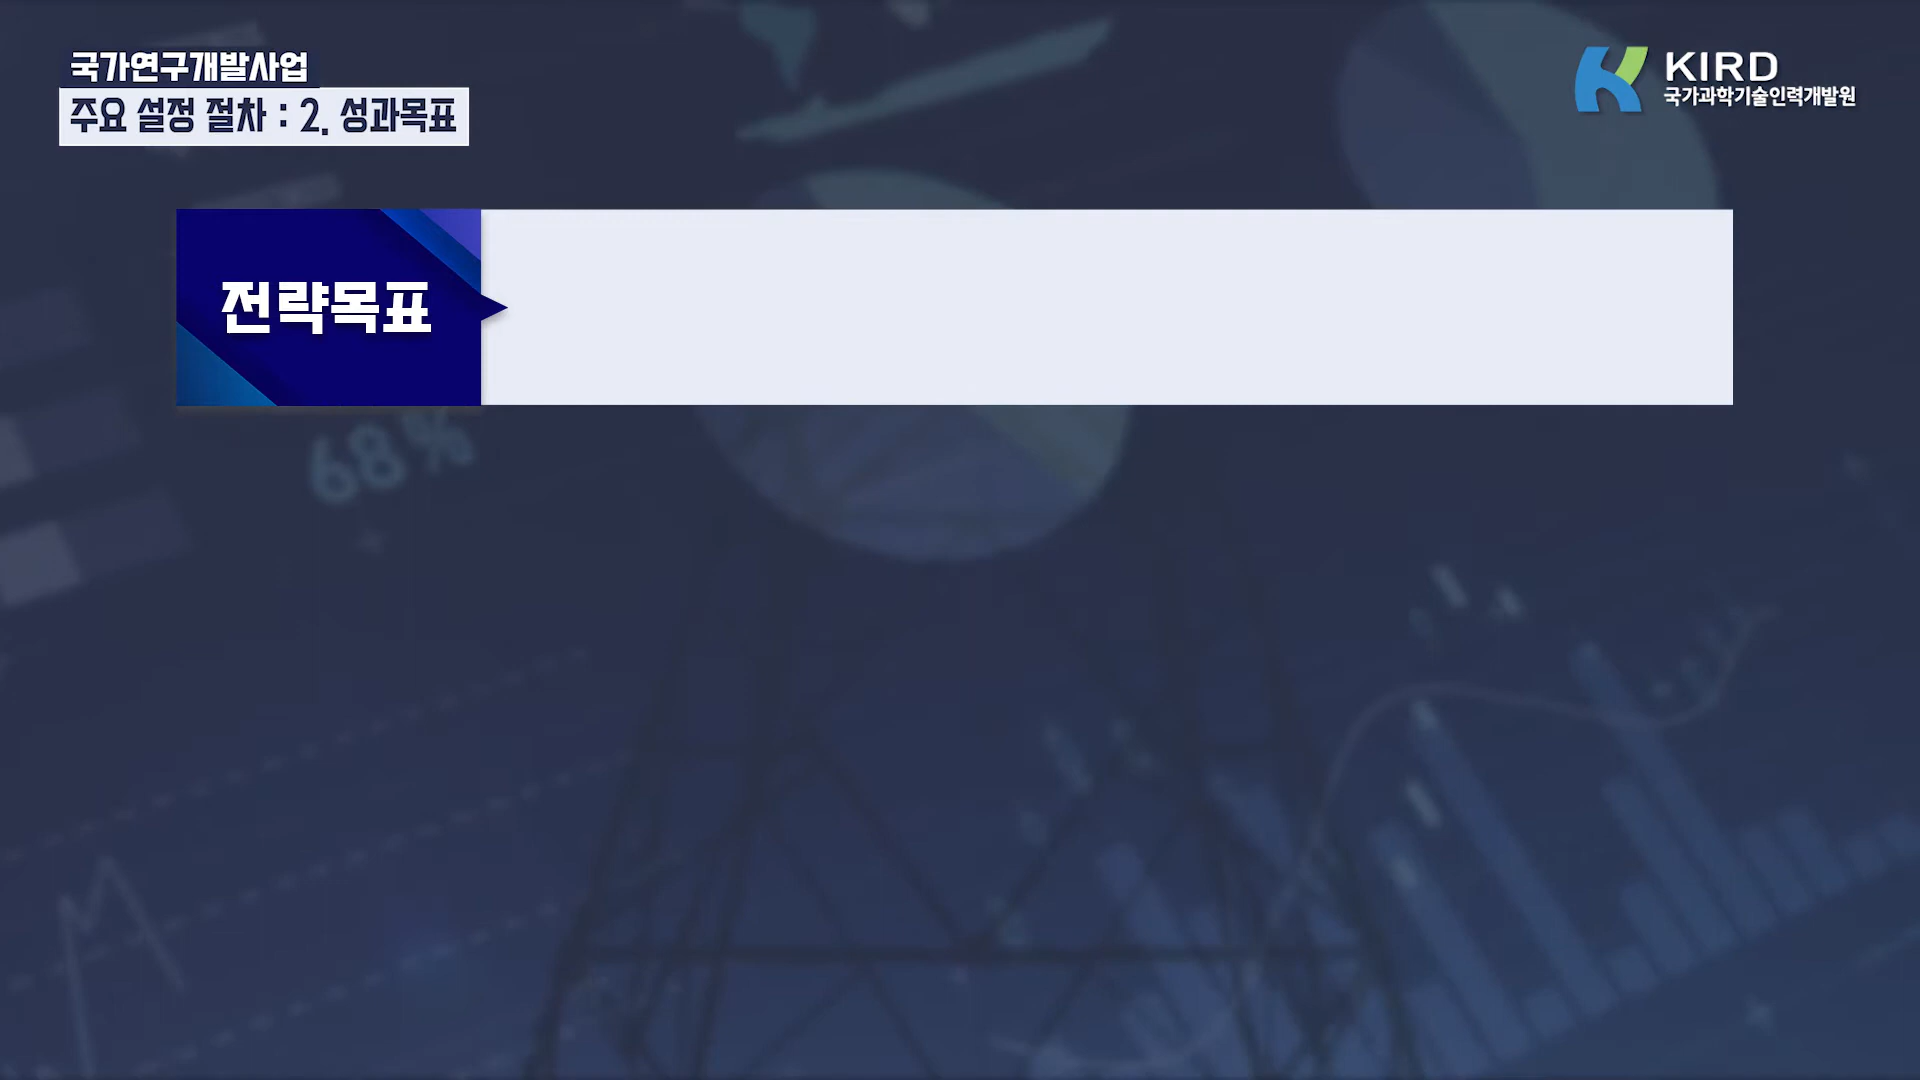 국가연구개발사업
주요 설정 절차 : 2. 성과목표
KIRD
국가과학기술인력개발원
전략목표
68%